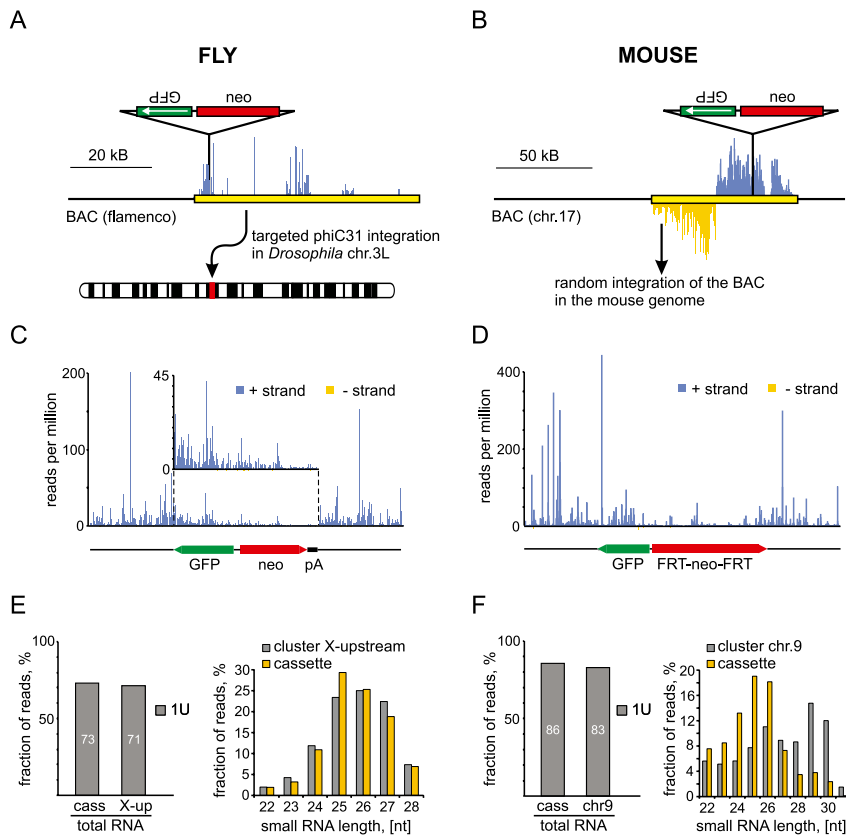 A
FLY
GFP
neo
20 kB
BAC (flamenco)
targeted phiC31 integration
in Drosophila chr.3L
B
MOUSE
GFP
neo
50 kB
BAC (chr.17)
random integration of the BAC
in the mouse genome
C
reads per million
200
100
0
45
0
+ strand
- strand
GFP
neo
pA
D
reads per million
400
200
0
+ strand
- strand
GFP
FRT-neo-FRT
E
fraction of reads, %
100
50
73
71
1U
cass
X-up
total RNA
cluster X-upstream
cassette
fraction of reads, %
30
25
20
15
10
5
0
22 23 24 25 26 27 28
small RNA length, [nt]
F
fraction of reads, %
100
50
86
83
1U
cass
chr9
total RNA
cluster chr.9
cassette
fraction of reads, %
20
16
12
8
4
0
22 24 26 28 30
small RNA length, [nt]